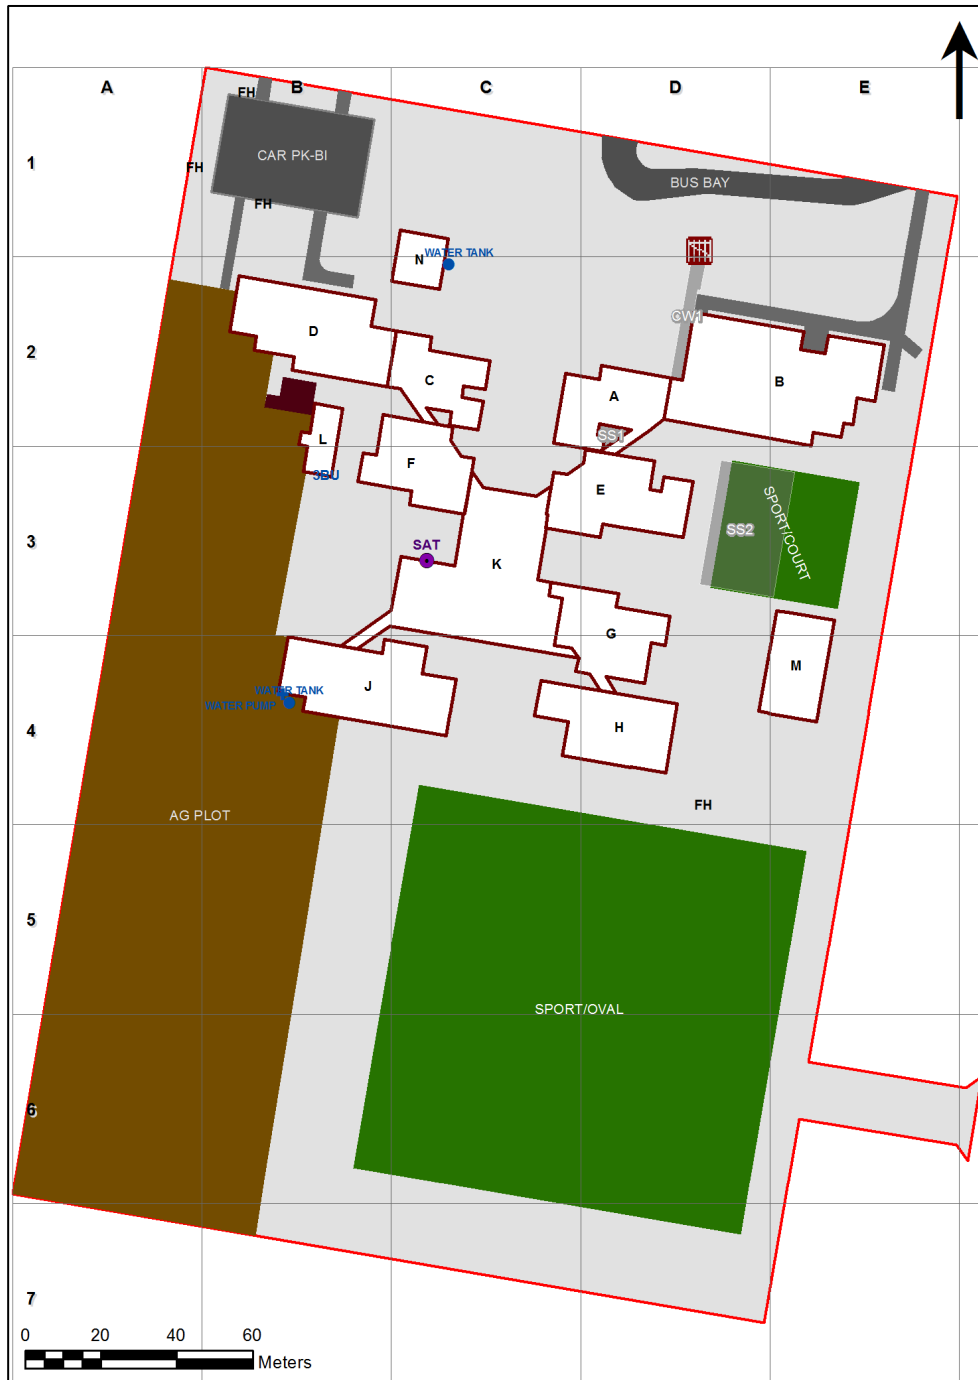 A B C D E
FH
1
CAR PK-BI
FH
BUS BAY
FH
N
WATER TANK
CW1
D
2
C
B
A
SS1
L
F
3BU
E
SPORT/COURT
SS2
3
SAT
K
G
M
J
WATER TANK
WATER PUMP
H
4
FH
AG PLOT
5
SPORT/OVAL
6
7
0 20 40 60
Meters